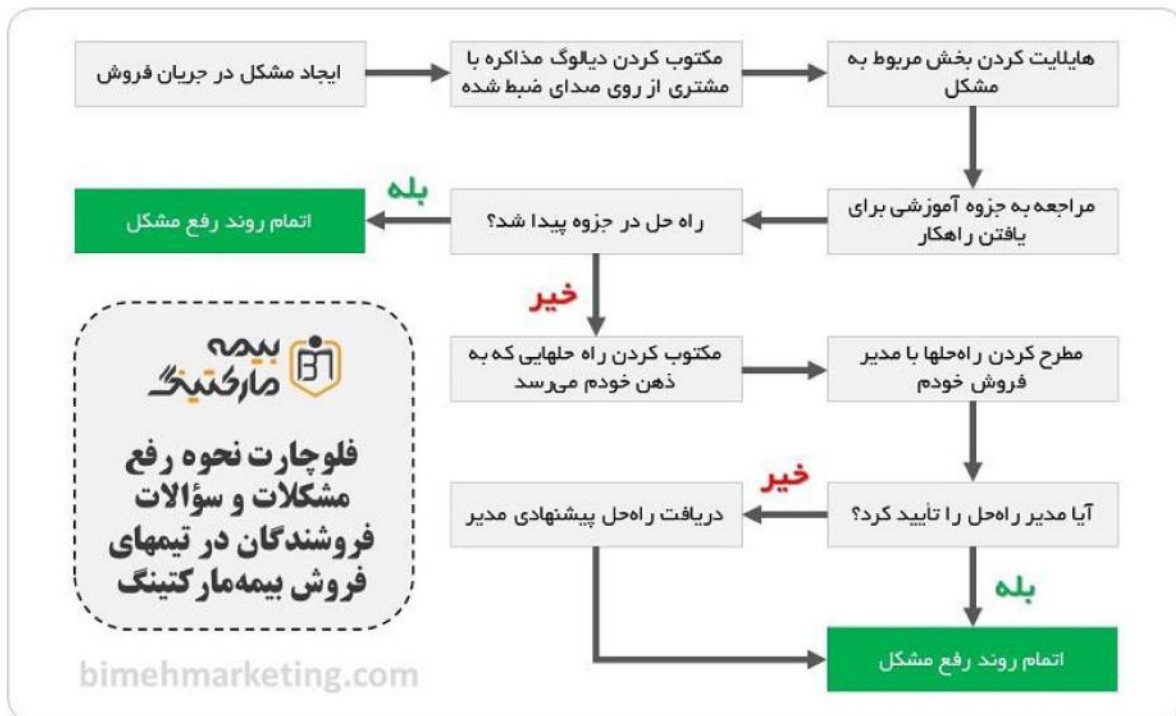 ایجاد مشکل در جریان فروش
مکتوب کردن دیالوگ مذاکره با
مشتری از روی صدای ضبط شده
هایلایت کردن بخش مربوط به
مشکل
مراجعه به جزوه آموزشی برای
یافتن راهکار
راه حل در جزوه پیدا شد؟
بله
اتمام روند رفع مشکل
خیر
مکتوب کردن راه حلهایی که به
ذهن خودم می‌رسد
مطرح کردن راه‌حلها با مدیر
فروش خودم
آیا مدیر راه‌حل را تأیید کرد؟
خیر
دریافت راه‌حل پیشنهادی مدیر
بله
اتمام روند رفع مشکل
بیمه
مارکتینگ
فلوچارت نحوه رفع
مشکلات و سؤالات
فروشندگان در تیمهای
فروش بیمه‌مارکتینگ
bimehmarketing.com